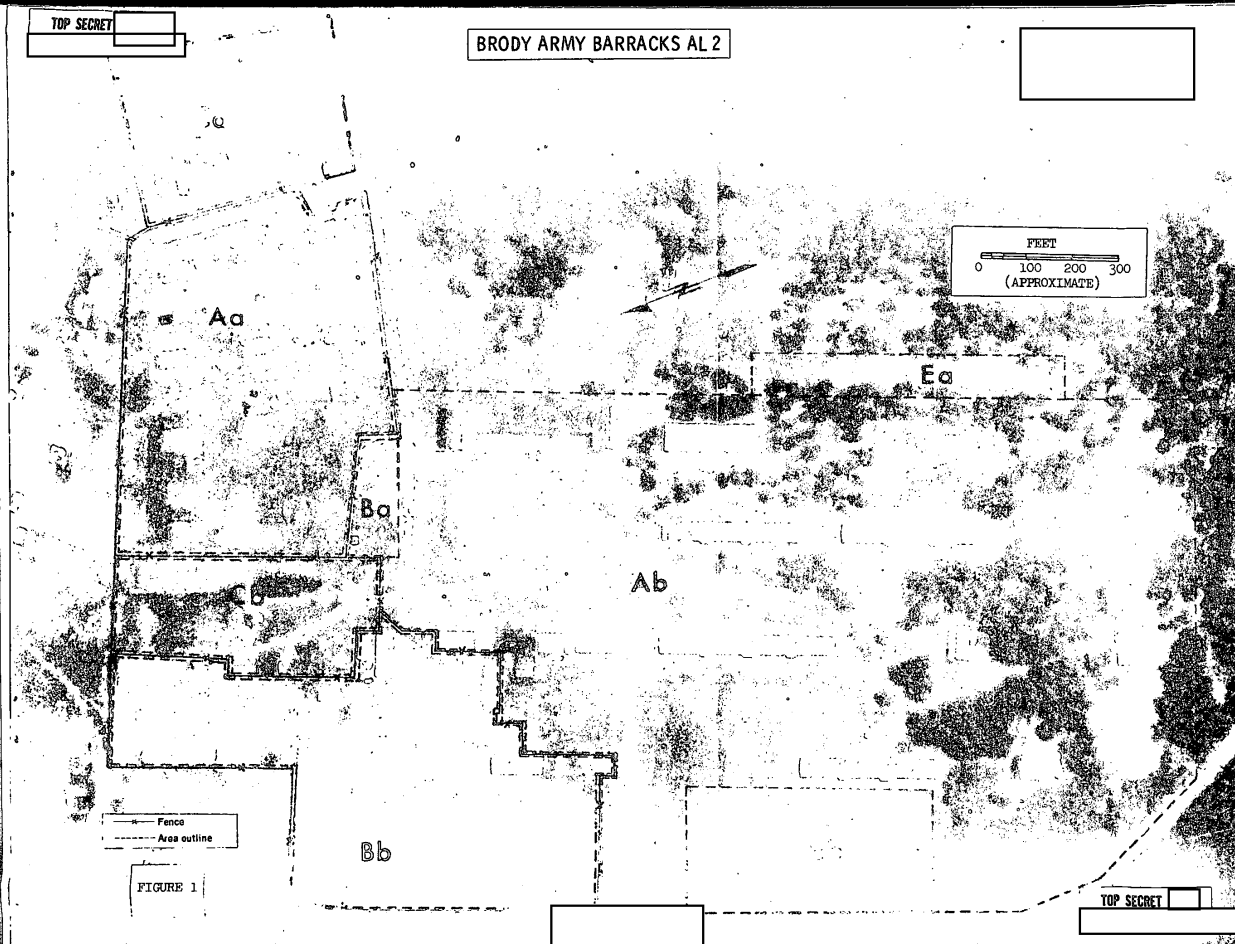 TOP SECRET
BRODY ARMY BARRACKS AL 2
FEET
0 100 200 300
(APPROXIMATE)
Aa
Ea
Ba
Ab
Cb
Fence
Area outline
Bb
FIGURE 1
TOP SECRET